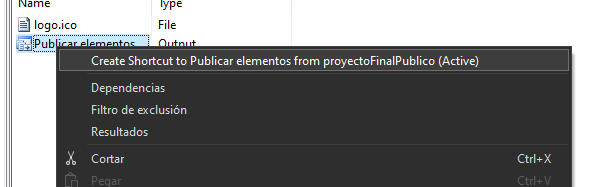 Name Type
logo.ico File
Publicar elementos Output
Create Shortcut to Publicar elementos from proyectoFinalPublico (Active)
Dependencias
Filtro de exclusión
Resultados
Cortar Ctrl+X
Pegar Ctrl+V